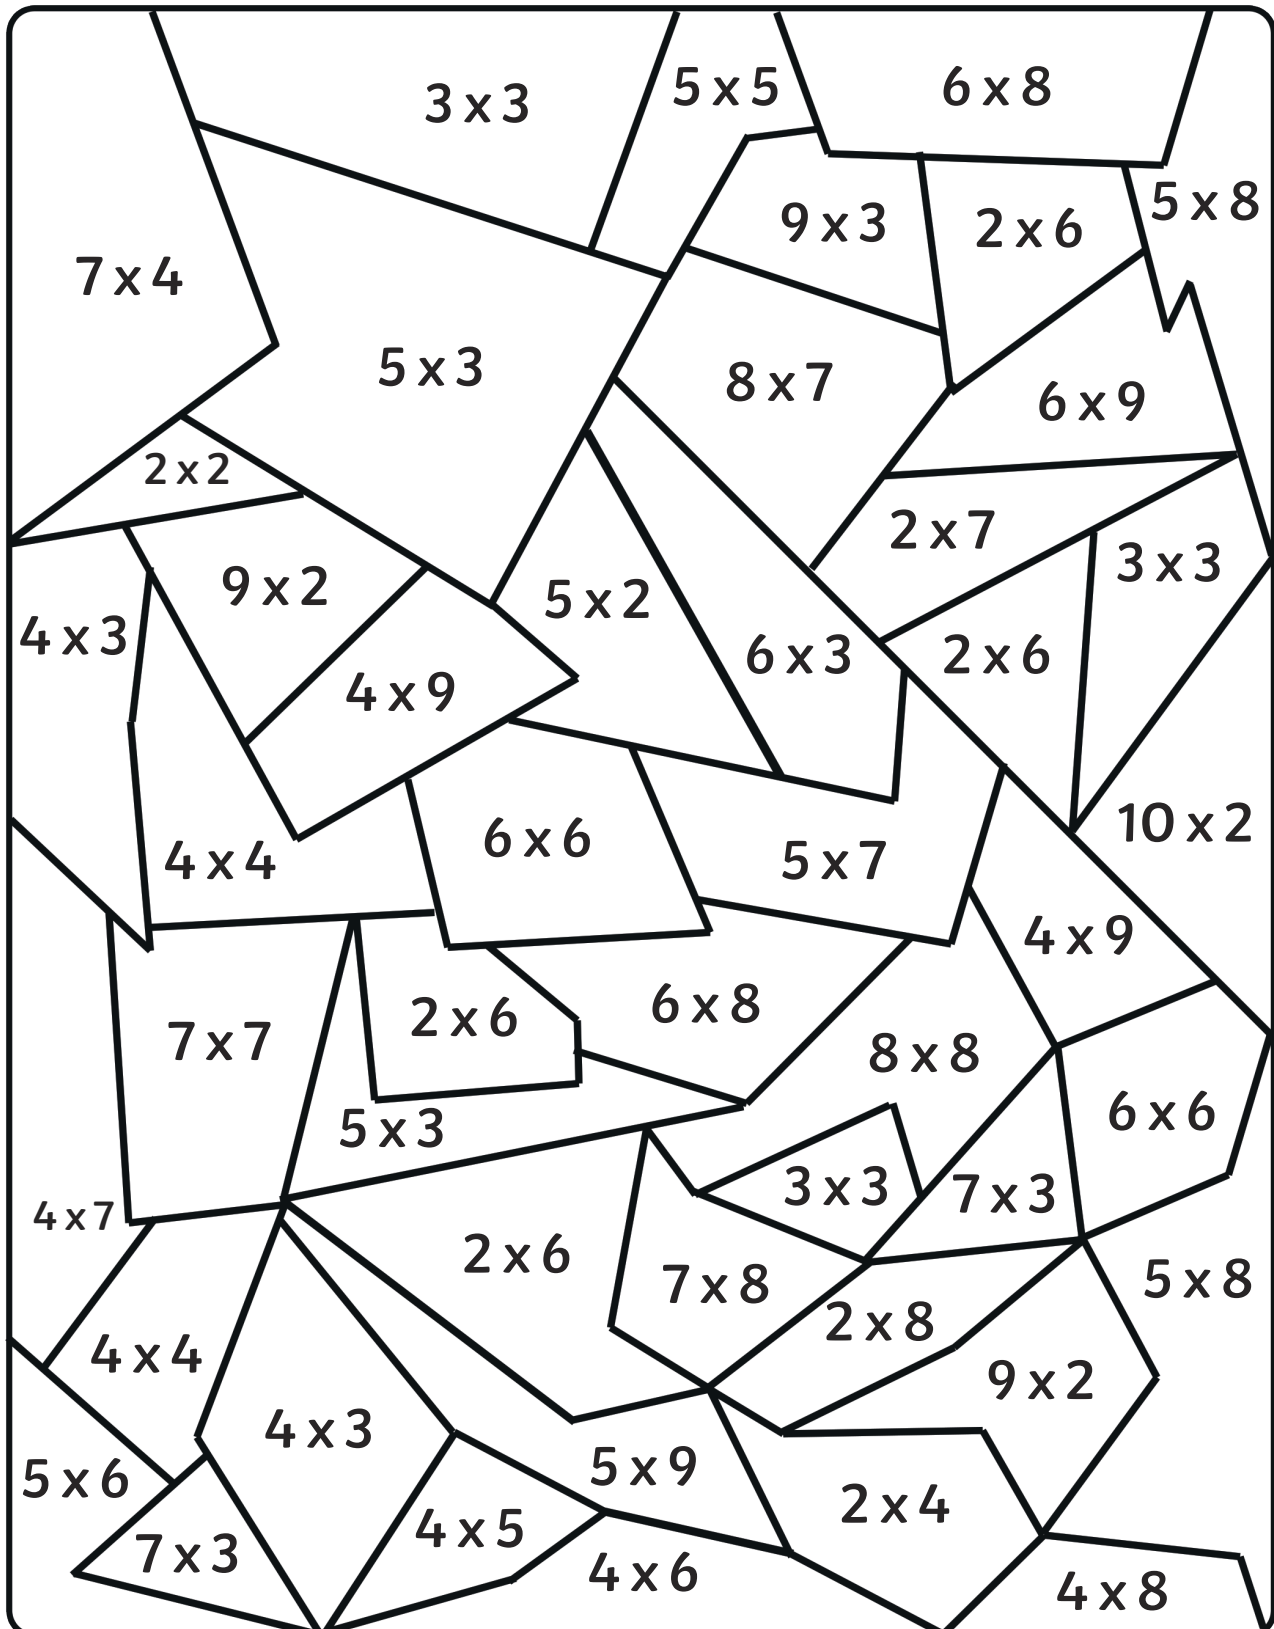 3 x 3
5 x 5
6 x 8
5 x 8
9 x 3
2 x 6
7 x 4
5 x 3
8 x 7
6 x 9
2 x 2
2 x 7
3 x 3
9 x 2
5 x 2
4 x 3
6 x 3
2 x 6
4 x 9
10 x 2
6 x 6
5 x 7
4 x 4
4 x 9
2 x 6
6 x 8
7 x 7
8 x 8
6 x 6
5 x 3
3 x 3
7 x 3
4 x 7
2 x 6
7 x 8
5 x 8
2 x 8
4 x 4
9 x 2
4 x 3
5 x 9
5 x 6
2 x 4
4 x 5
7 x 3
4 x 6
4 x 8